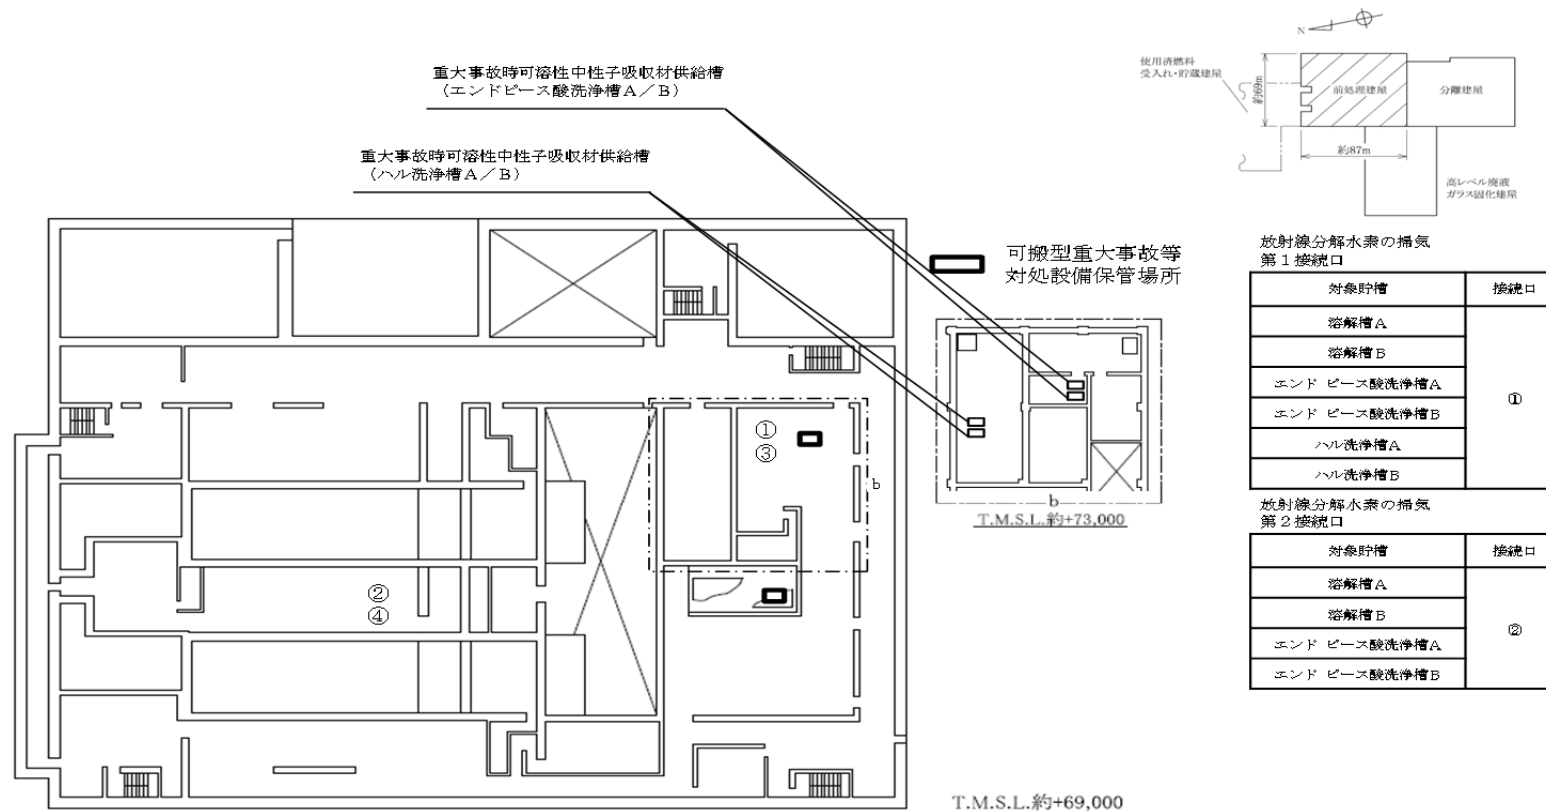 重大事故時可溶性中性子吸収材供給槽
(エンドピース酸洗浄槽A/B)
重大事故時可溶性中性子吸収材供給槽
(ハル洗浄槽A/B)
N
使用済燃料
受入れ・貯蔵建屋
約69m
前処理建屋
分離建屋
約87m
高レベル廃液
ガラス固化建屋
可搬型重大事故等
対処設備保管場所
①
③
b
②
④
b
T.M.S.L.約+73,000
T.M.S.L.約+69,000
放射線分解水素の掃気
第1接続口
対象貯槽 接続口
溶解槽A
溶解槽B
エンド ピース酸洗浄槽A
エンド ピース酸洗浄槽B
ハル洗浄槽A
ハル洗浄槽B
①
放射線分解水素の掃気
第2接続口
対象貯槽 接続口
溶解槽A
溶解槽B
エンド ピース酸洗浄槽A
エンド ピース酸洗浄槽B
②